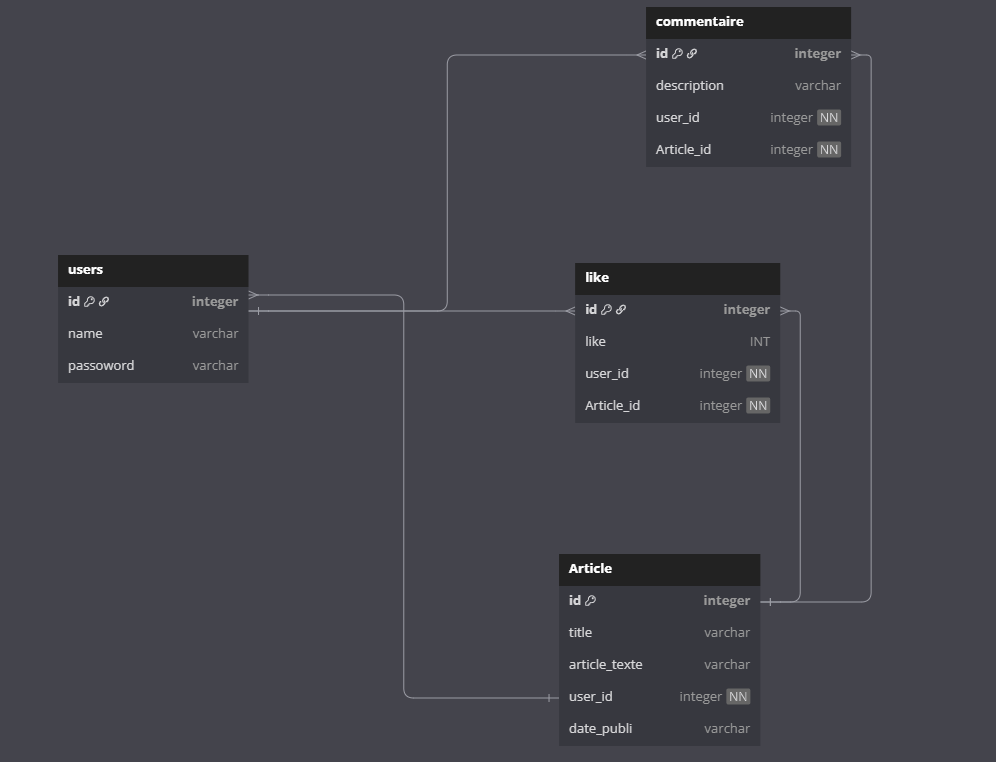 commentaire
id integer
description varchar
user_id integer NN
Article_id integer NN
users
id integer
name varchar
passoword varchar
like
id integer
like INT
user_id integer NN
Article_id integer NN
Article
id integer
title varchar
article_texte varchar
user_id integer NN
date_publi varchar